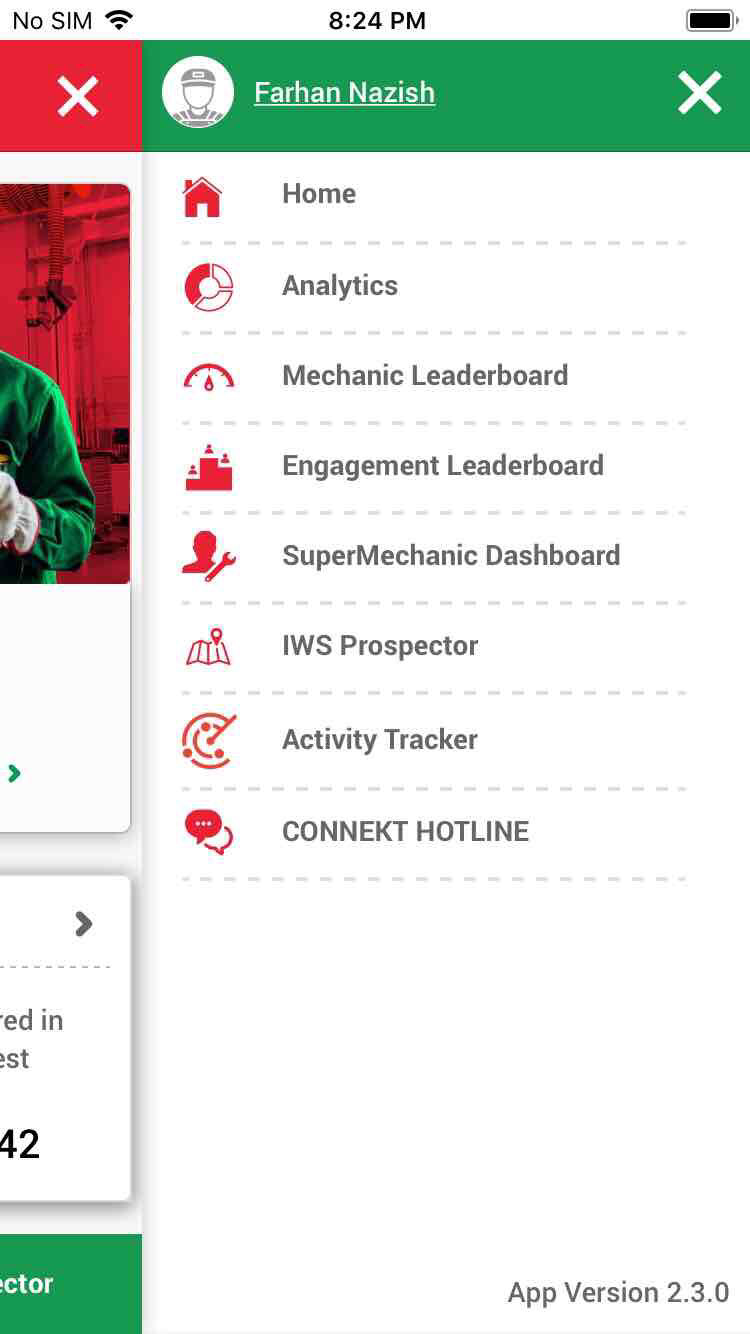 No SIM 8:24 PM
Farhan Nazish
Home
Analytics
Mechanic Leaderboard
Engagement Leaderboard
SuperMechanic Dashboard
IWS Prospector
Activity Tracker
CONNEKT HOTLINE
red in
est
42
ector
App Version 2.3.0